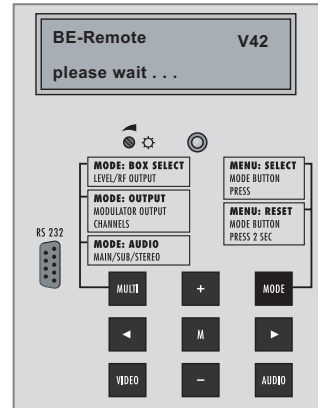 BE-Remote V42
please wait . . .
MODE: BOX SELECT
LEVEL/RF OUTPUT
MODE: OUTPUT
MODULATOR OUTPUT
CHANNELS
MODE: AUDIO
MAIN/SUB/STEREO
MENU: SELECT
MODE BUTTON
PRESS
MENU: RESET
MODE BUTTON
PRESS 2 SEC
RS 232
MULTI + MODE
◄ M ►
VIDEO – AUDIO